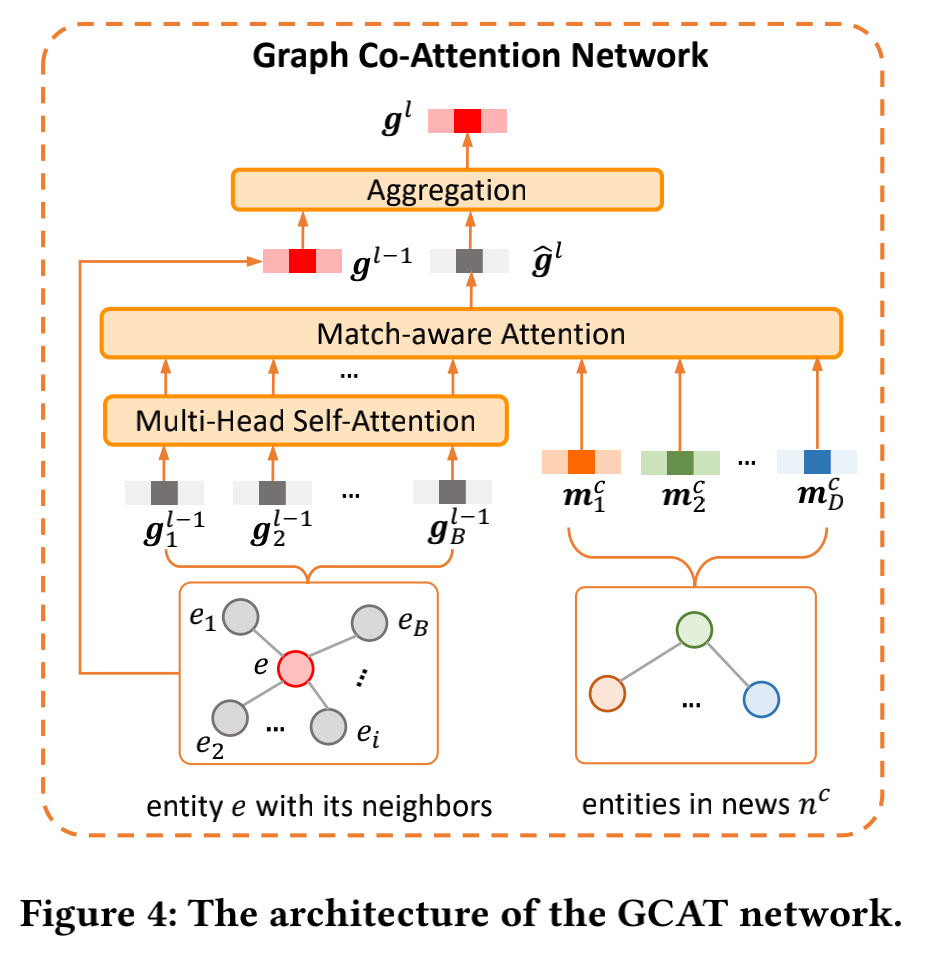 Graph Co-Attention Network
𝒈^l
Aggregation
𝒈^{l−1} ĝ^l
Match-aware Attention
...
Multi-Head Self-Attention
𝒈_1^{l−1} 𝒈_2^{l−1} ... 𝒈_B^{l−1}
𝒎_1^c 𝒎_2^c ... 𝒎_D^c
e_1 e_B
e ...
e_2 ... e_i
...
entity e with its neighbors
entities in news n^c
Figure 4: The architecture of the GCAT network.